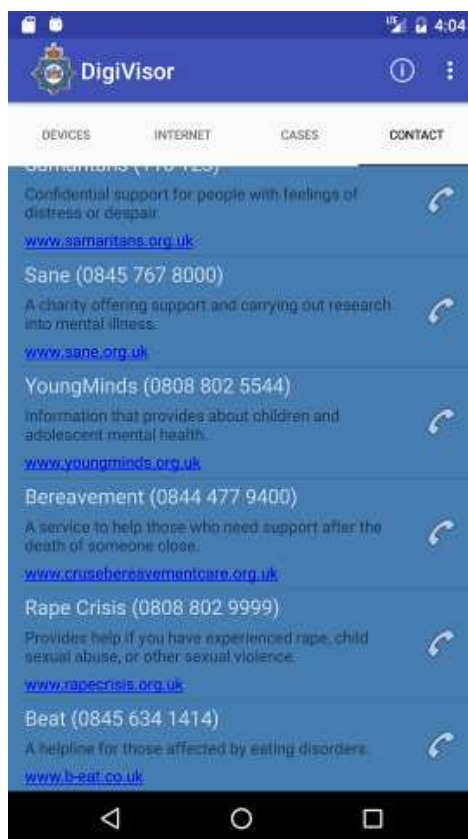 4:04
DigiVisor
DEVICES INTERNET CASES CONTACT
Samaritans (116 123)
Confidential support for people with feelings of
distress or despair.
www.samaritans.org.uk
Sane (0845 767 8000)
A charity offering support and carrying out research
into mental illness.
www.sane.org.uk
YoungMinds (0808 802 5544)
Information that provides about children and
adolescent mental health.
www.youngminds.org.uk
Bereavement (0844 477 9400)
A service to help those who need support after the
death of someone close.
www.crusebereavementcare.org.uk
Rape Crisis (0808 802 9999)
Provides help if you have experienced rape, child
sexual abuse, or other sexual violence.
www.rapecrisis.org.uk
Beat (0845 634 1414)
A helpline for those affected by eating disorders.
www.b-eat.co.uk